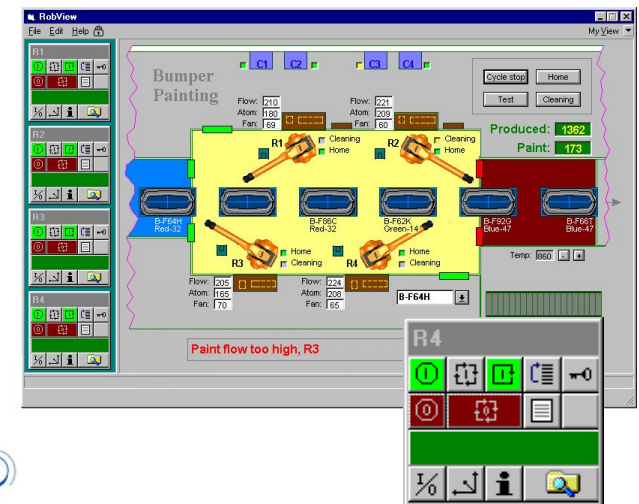 RobView
File Edit Help
My View
R1
R2
R3
R4
Bumper
Painting
C1 C2 C3 C4
Cycle stop Home
Test Cleaning
Flow: 210
Atom: 180
Fan: 69
Flow: 221
Atom: 209
Fan: 60
Produced: 1362
Paint: 173
R1 Cleaning
Home
R2 Cleaning
Home
B-F64H
Red-32
B-F86C
Red-32
B-F62K
Green-14
B-F92G
Blue-47
B-F66T
Blue-47
R3 Home
Cleaning
R4 Home
Cleaning
Temp: 860 - +
Flow: 205
Atom: 165
Fan: 70
Flow: 224
Atom: 208
Fan: 65
B-F64H
Paint flow too high, R3
R4
I/O